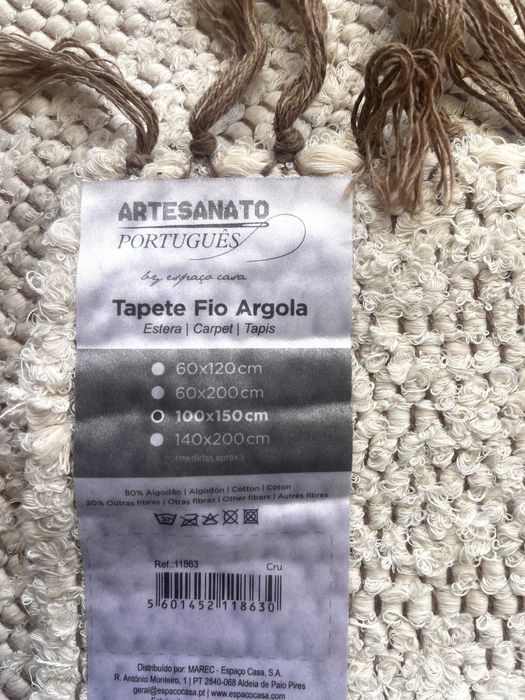 ARTESANATO
PORTUGUÊS
by espaço casa
Tapete Fio Argola
Estera | Carpet | Tapis
60x120cm
60x200cm
100x150cm
140x200cm
(medidas aprox.)
80% Algodão | Algodón | Cotton | Coton
20% Outras fibras | Otras fibras | Other fibers | Autres fibres
30
Ref.:11863 Cru
5 601452 118630
Distribuído por: MAREC - Espaço Casa, S.A
R. António Monteiro, 1 | PT 2840-068 Aldeia de Paio Pires
geral@espacocasa.pt | www.espacocasa.com